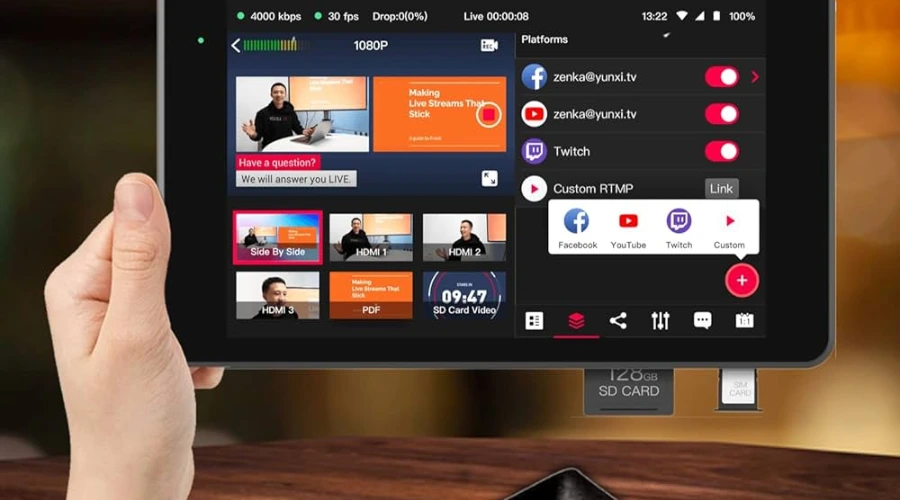 4000 kbps 30 fps Drop:0(0%) Live 00:00:08 13:22 100%
1080P
REC
Making
Live Streams That
Stick
Have a question?
We will answer you LIVE.
Side By Side
HDMI 1
HDMI 2
HDMI 3
Making
Live Streams That
Stick
PDF
09:47
SD Card Video
Platforms
zenka@yunxi.tv
zenka@yunxi.tv
Twitch
Custom RTMP Link
Facebook YouTube Twitch Custom
+
1:1
128GB
SD CARD
SIM
CARD